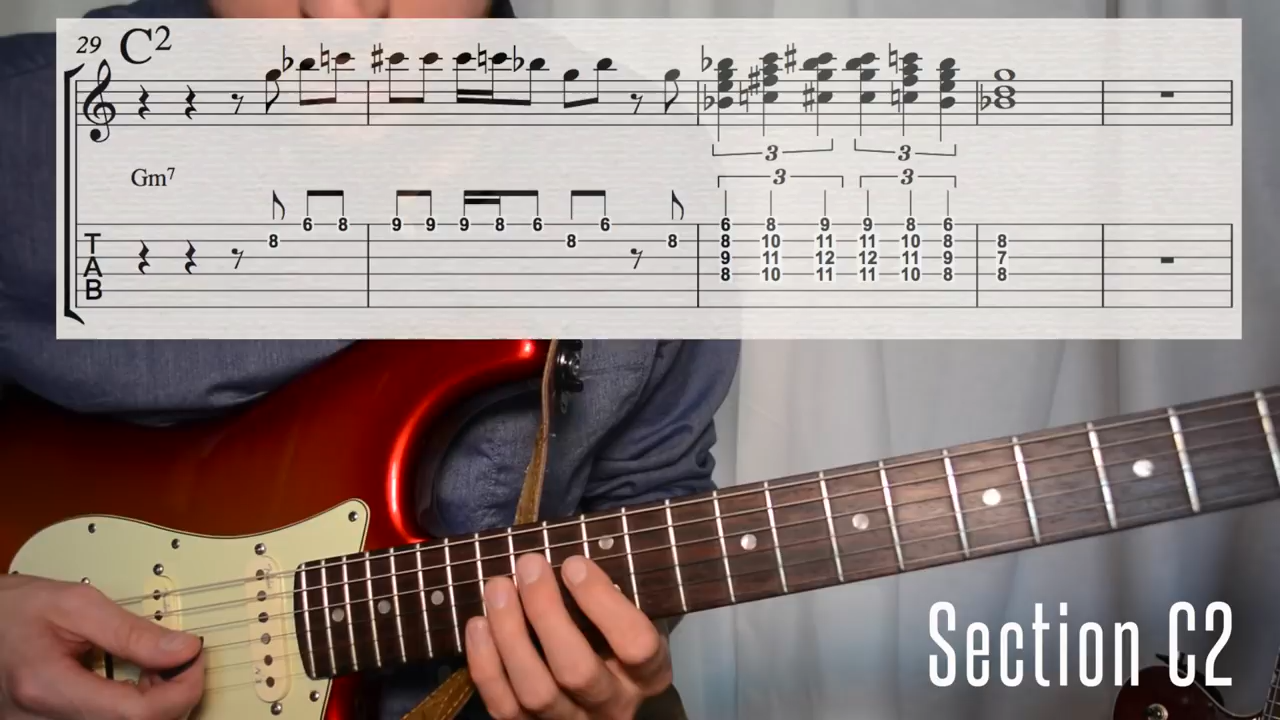 29 C2
3 3
Gm7
3 3
6 8 9 9 9 8 6 6 6 8 9 9 8 6
T 8 8 8 8 10 11 11 10 8 8
A 9 11 12 12 11 9 7
B 8 10 11 11 10 8 8
Section C2